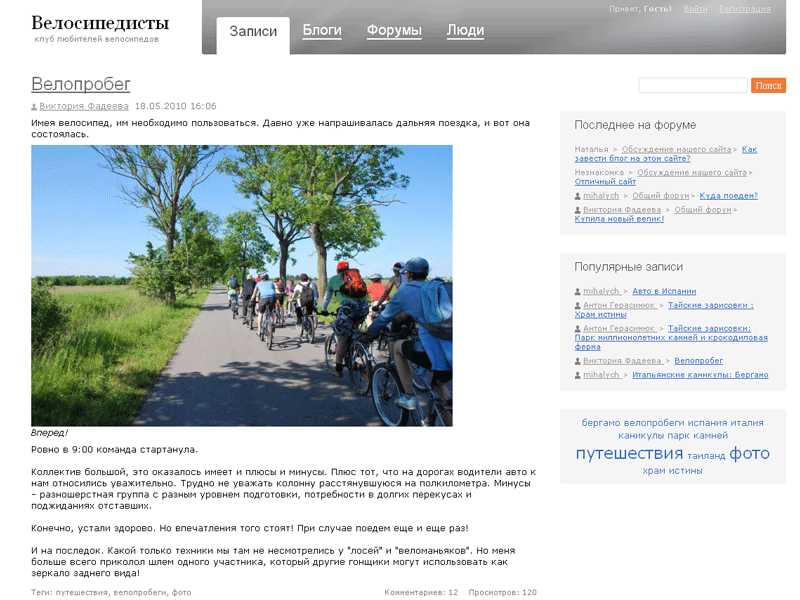 Велосипедисты
клуб любителей велосипедов
Записи
Блоги
Форумы
Люди
Привет, Гость! Войти Регистрация
Велопробег
Виктория Фадеева 18.05.2010 16:06
Имея велосипед, им необходимо пользоваться. Давно уже напрашивалась дальняя поездка, и вот она
состоялась.
Вперед!
Ровно в 9:00 команда стартанула.
Коллектив большой, это оказалось имеет и плюсы и минусы. Плюс тот, что на дорогах водители авто к
нам относились уважительно. Трудно не уважать колонну расстянувшуюся на полкилометра. Минусы
- разношерстная группа с разным уровнем подготовки, потребности в долгих перекусах и
поджиданиях отставших.
Конечно, устали здорово. Но впечатления того стоят! При случае поедем еще и еще раз!
И на последок. Какой только техники мы там не несмотрелись у "лосей" и "веломаньяков". Но меня
больше всего приколол шлем одного участника, который другие гонщики могут использовать как
зеркало заднего вида!
Теги: путешествия, велопробеги, фото
Комментариев: 12 Просмотров: 120
Поиск
Последнее на форуме
Наталья > Обсуждение нашего сайта > Как
завести блог на этом сайте?
Незнакомка > Обсуждение нашего сайта >
Отличный сайт
mihalych > Общий форум > Куда поедем?
Виктория Фадеева > Общий форум >
Купила новый велик!
Популярные записи
mihalych > Авто в Испании
Антон Герасимюк > Тайские зарисовки :
Храм истины
Антон Герасимюк > Тайские зарисовки:
Парк миллионолетних камней и крокодиловая
ферма
Виктория Фадеева > Велопробег
mihalych > Итальянские каникулы: Бергамо
бергамо велопробеги испания италия
каникулы парк камней
путешествия таиланд фото
храм истины